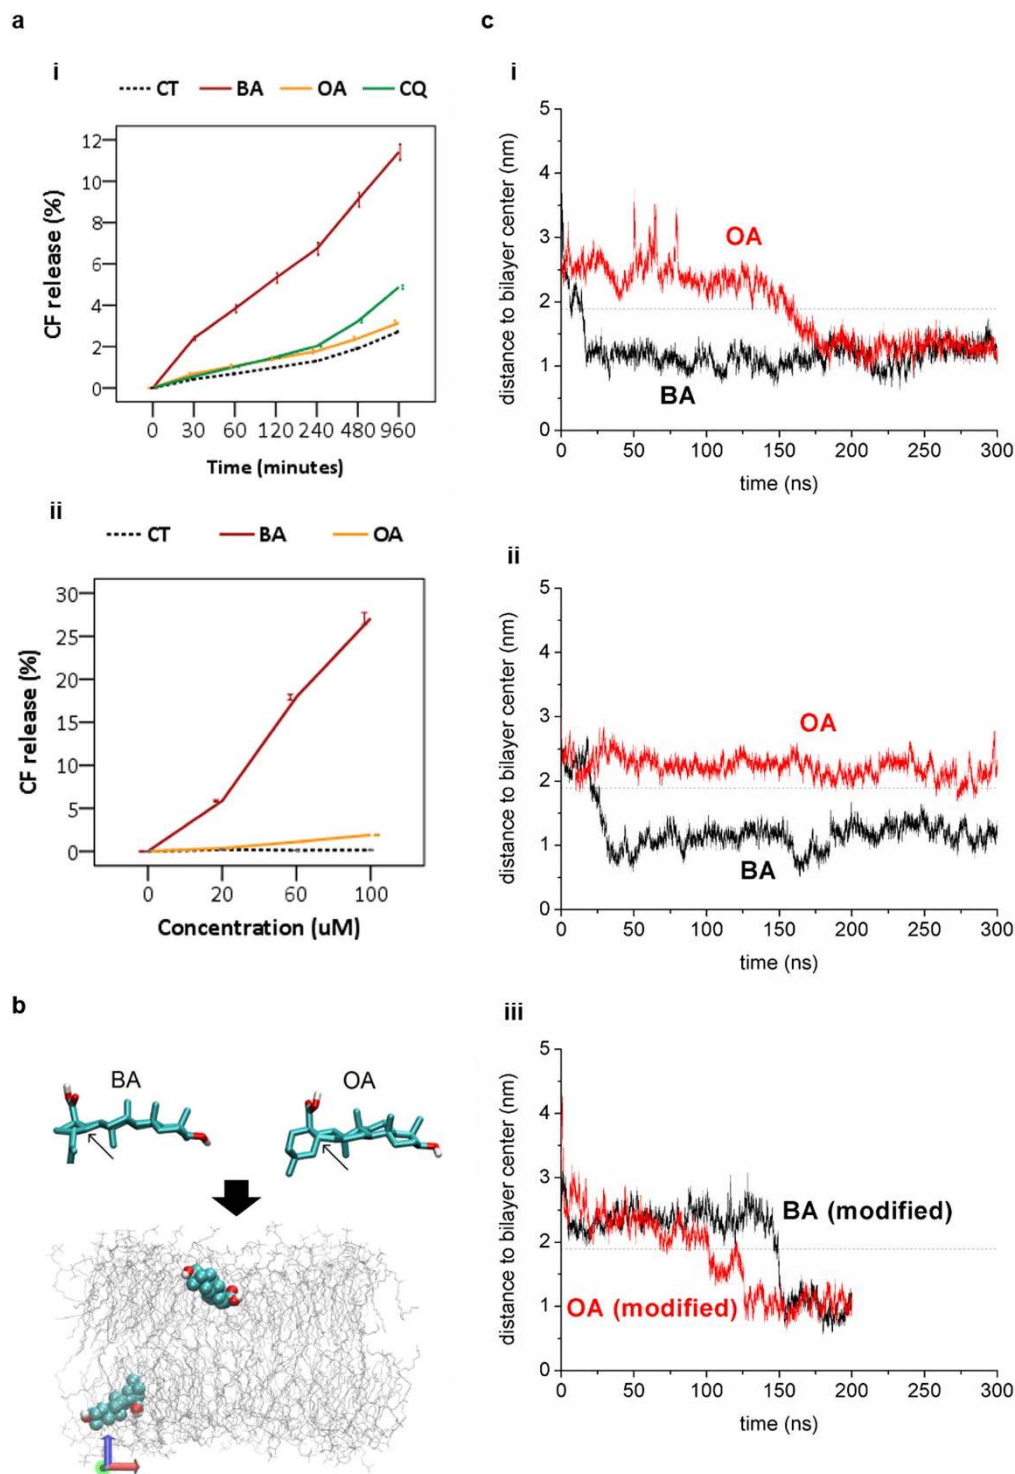 a
i
CT BA OA CQ
CF release (%)
12
10
8
6
4
2
0
0 30 60 120 240 480 960
Time (minutes)
ii
CT BA OA
CF release (%)
30
25
20
15
10
5
0
0 20 60 100
Concentration (uM)
b
BA OA
c
i
distance to bilayer center (nm)
5
4
3
2
1
0
OA
BA
0 50 100 150 200 250 300
time (ns)
ii
distance to bilayer center (nm)
5
4
3
2
1
0
OA
BA
0 50 100 150 200 250 300
time (ns)
iii
distance to bilayer center (nm)
5
4
3
2
1
0
BA (modified)
OA (modified)
0 50 100 150 200 250 300
time (ns)